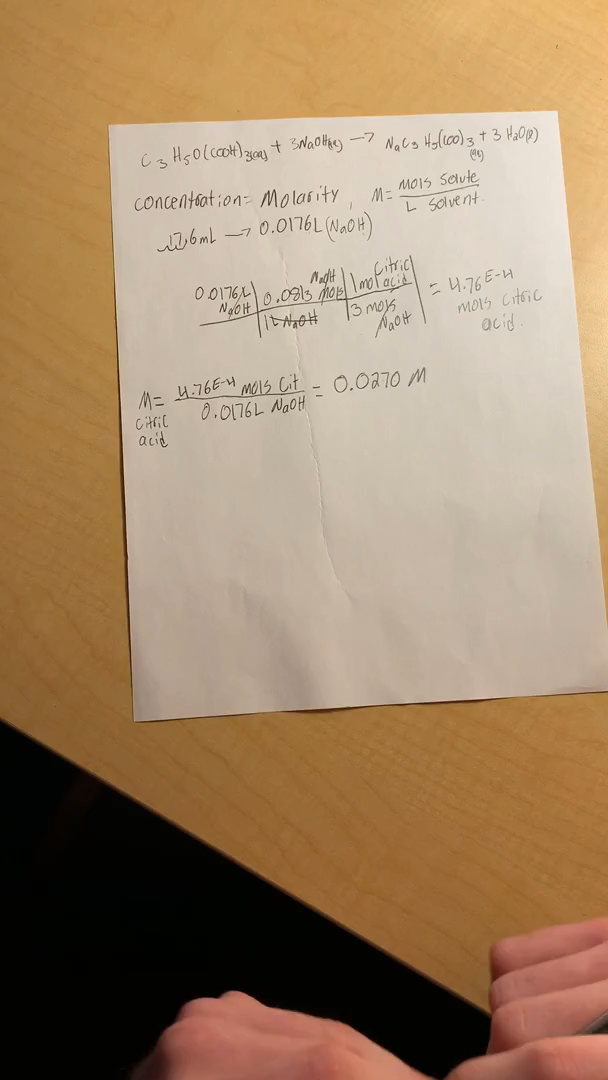 C3H5O(COOH)3(aq) + 3NaOH(aq) → NaC3H5(COO)3(aq) + 3H2O(l)
concentration = Molarity, M = mols solute / L solvent.
17.6mL → 0.0176L (NaOH)
0.0176L NaOH | 0.0813 mols NaOH | 1 mol citric acid = 4.76E-4 mols citric acid.
1L NaOH | 3 mols NaOH
M citric acid = 4.76E-4 mols Cit / 0.0176L NaOH = 0.0270 M